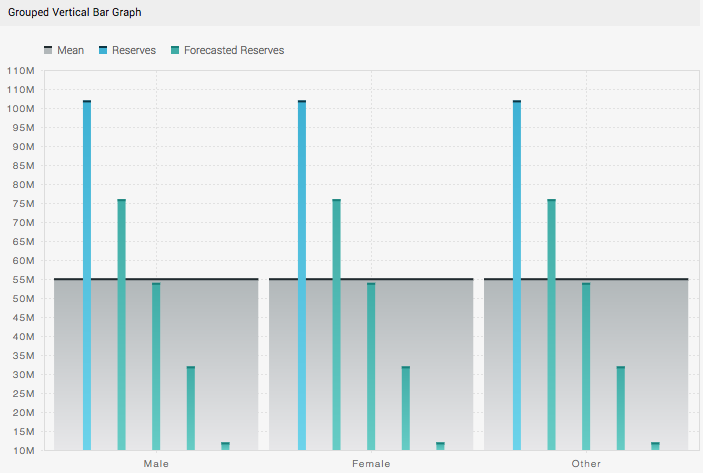 Grouped Vertical Bar Graph
Mean Reserves Forecasted Reserves
110M
110M
100M
95M
90M
85M
80M
75M
70M
65M
60M
55M
50M
45M
40M
35M
30M
25M
20M
15M
10M
Male Female Other